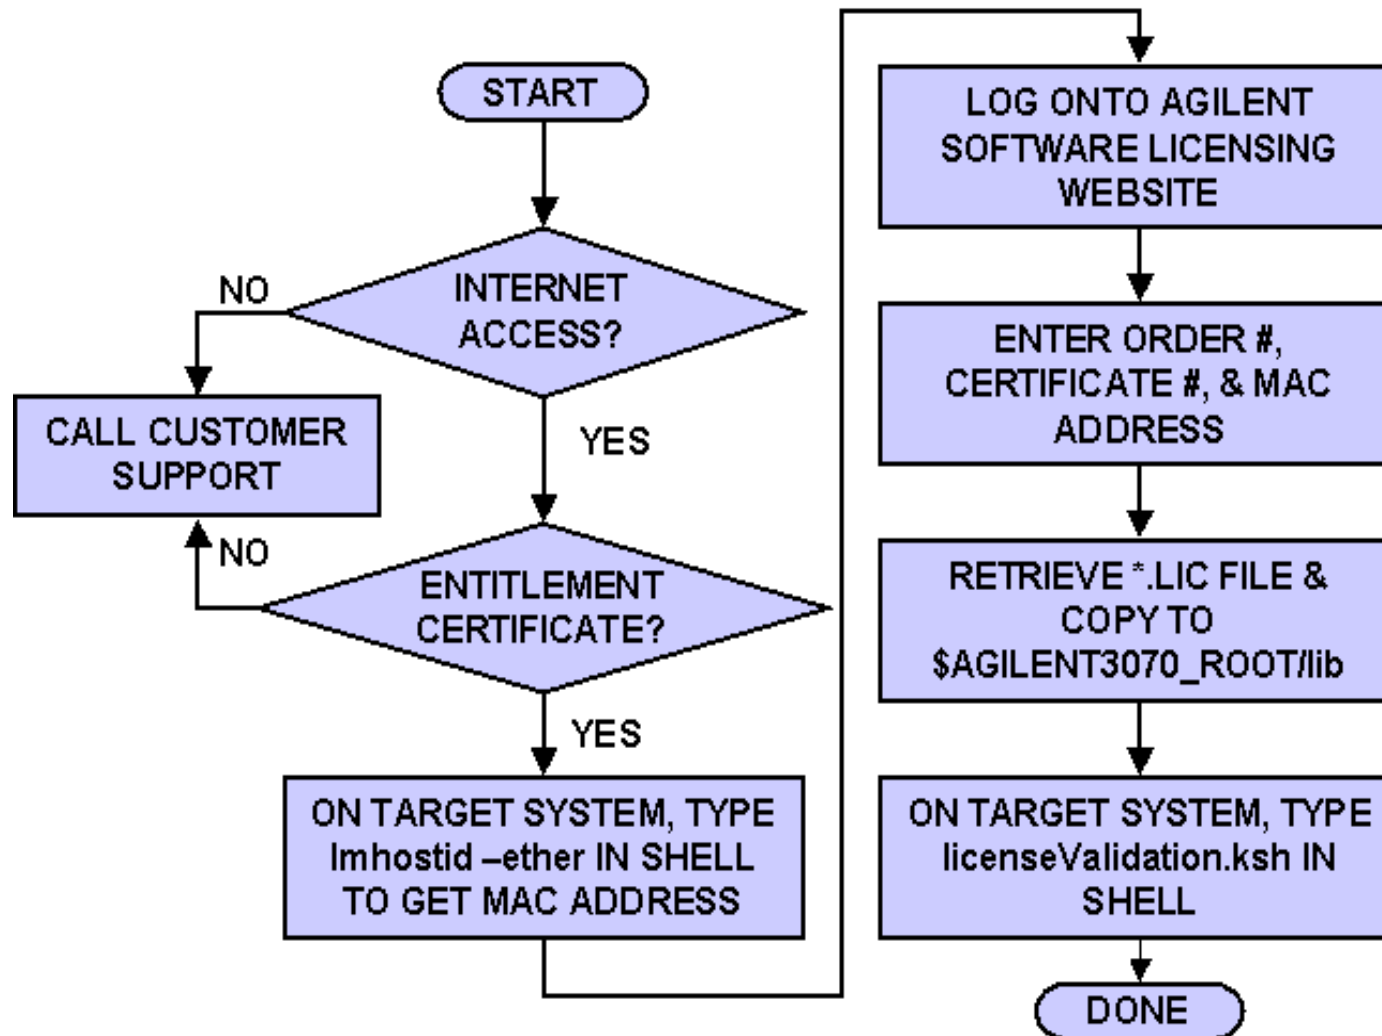 START
INTERNET
ACCESS?
NO
CALL CUSTOMER
SUPPORT
YES
NO
ENTITLEMENT
CERTIFICATE?
YES
ON TARGET SYSTEM, TYPE
lmhostid –ether IN SHELL
TO GET MAC ADDRESS
LOG ONTO AGILENT
SOFTWARE LICENSING
WEBSITE
ENTER ORDER #,
CERTIFICATE #, & MAC
ADDRESS
RETRIEVE *.LIC FILE &
COPY TO
$AGILENT3070_ROOT/lib
ON TARGET SYSTEM, TYPE
licenseValidation.ksh IN
SHELL
DONE